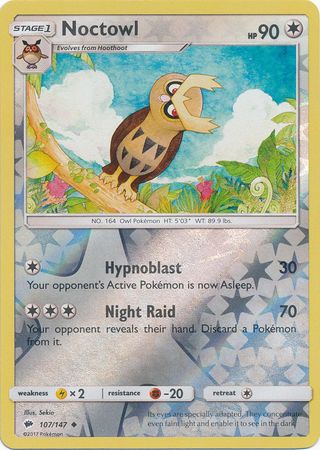 STAGE 1 Noctowl HP 90
Evolves from Hoothoot
NO. 164 Owl Pokémon HT: 5'03" WT: 89.9 lbs.
Hypnoblast 30
Your opponent's Active Pokémon is now Asleep.
Night Raid 70
Your opponent reveals their hand. Discard a Pokémon
from it.
weakness × 2 resistance -20 retreat
Illus. Sekio
107/147
©2017 Pokémon
Its eyes are specially adapted. They concentrate
even faint light and enable it to see in the dark.